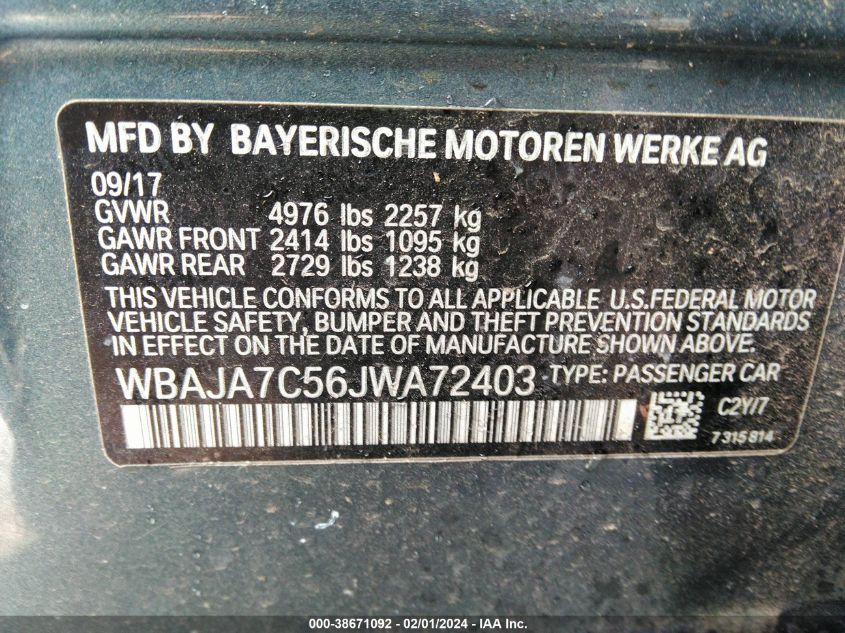 MFD BY BAYERISCHE MOTOREN WERKE AG
09/17
GVWR 4976 lbs 2257 kg
GAWR FRONT 2414 lbs 1095 kg
GAWR REAR 2729 lbs 1238 kg
THIS VEHICLE CONFORMS TO ALL APPLICABLE U.S.FEDERAL MOTOR
VEHICLE SAFETY, BUMPER AND THEFT PREVENTION STANDARDS
IN EFFECT ON THE DATE OF MANUFACTURE SHOWN ABOVE.
WBAJA7C56JWA72403 TYPE: PASSENGER CAR
C2Y/7
7315814
000-38671092 - 02/01/2024 - IAA Inc.